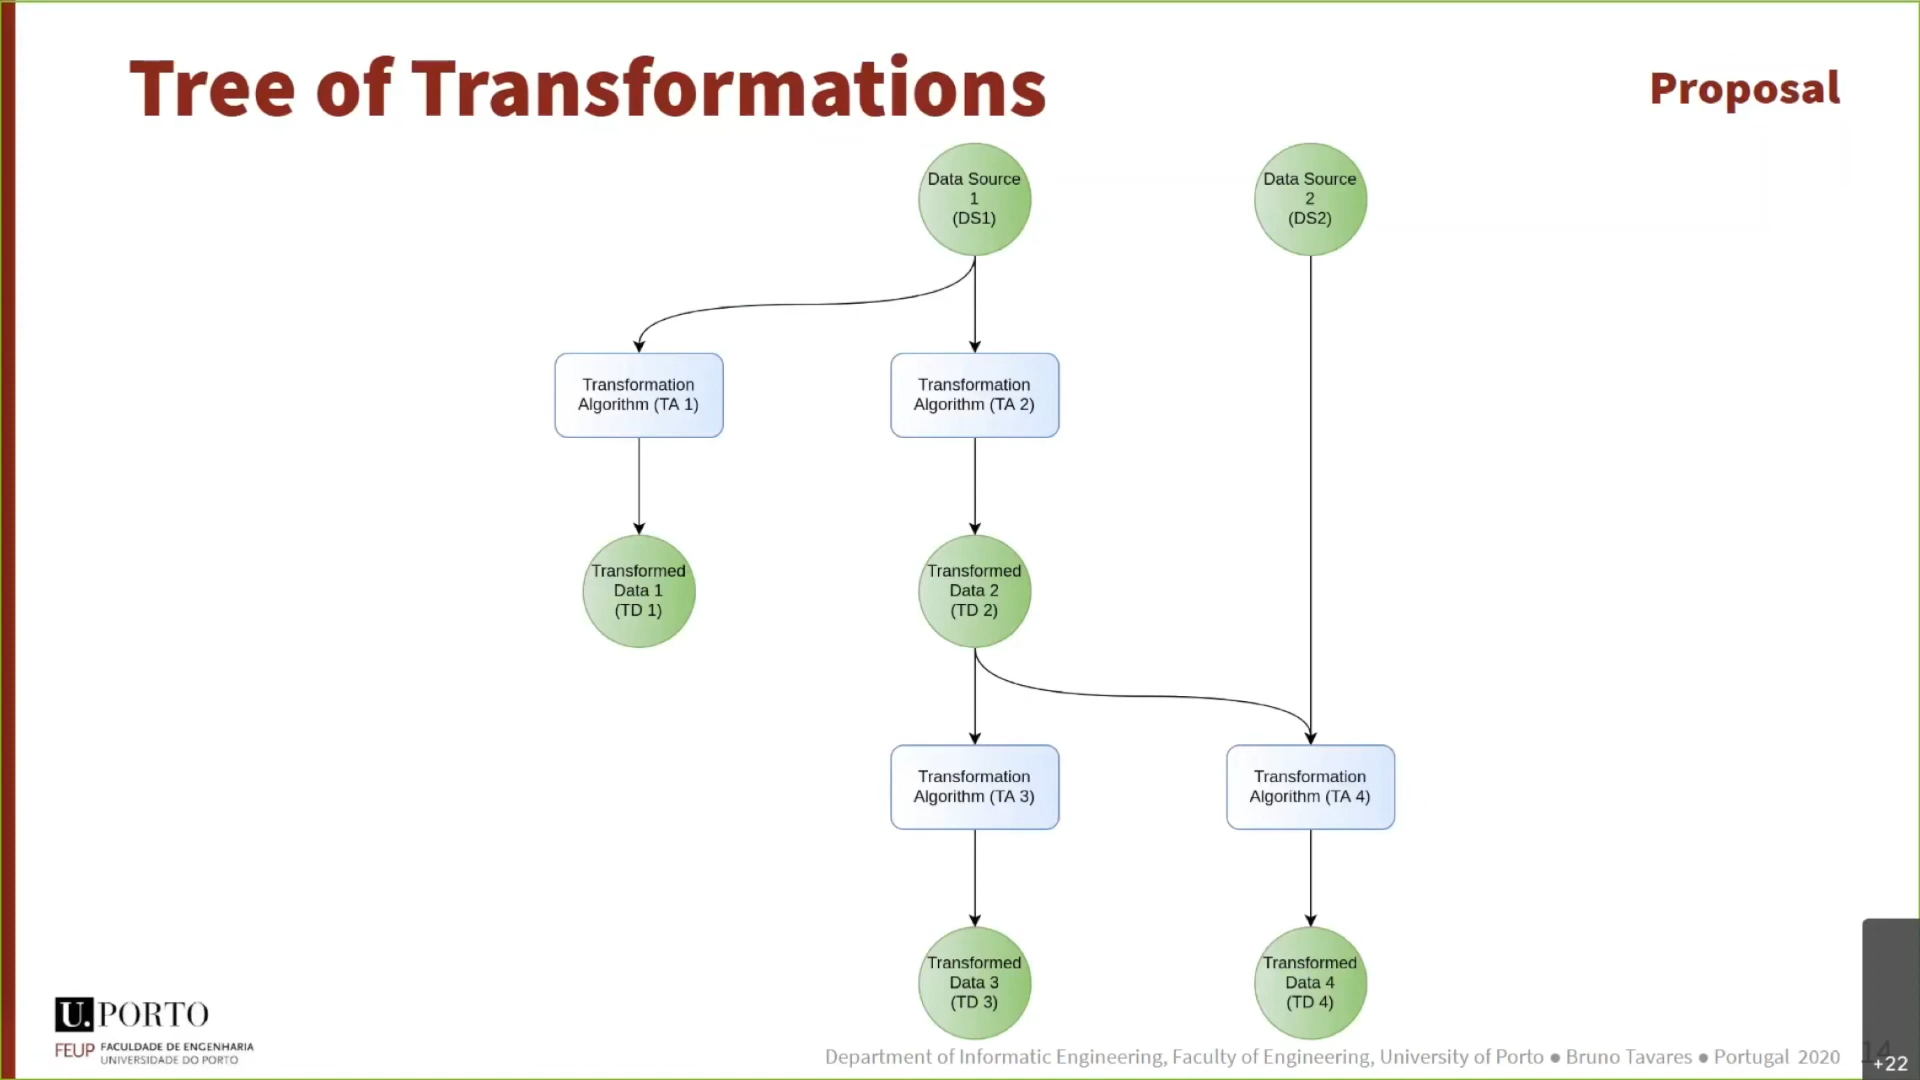 Tree of Transformations
Proposal
Data Source
1
(DS1)
Data Source
2
(DS2)
Transformation
Algorithm (TA 1)
Transformation
Algorithm (TA 2)
Transformed
Data 1
(TD 1)
Transformed
Data 2
(TD 2)
Transformation
Algorithm (TA 3)
Transformation
Algorithm (TA 4)
Transformed
Data 3
(TD 3)
Transformed
Data 4
(TD 4)
U.PORTO
FEUP FACULDADE DE ENGENHARIA
UNIVERSIDADE DO PORTO
Department of Informatic Engineering, Faculty of Engineering, University of Porto ● Bruno Tavares ● Portugal 2020
14
+22